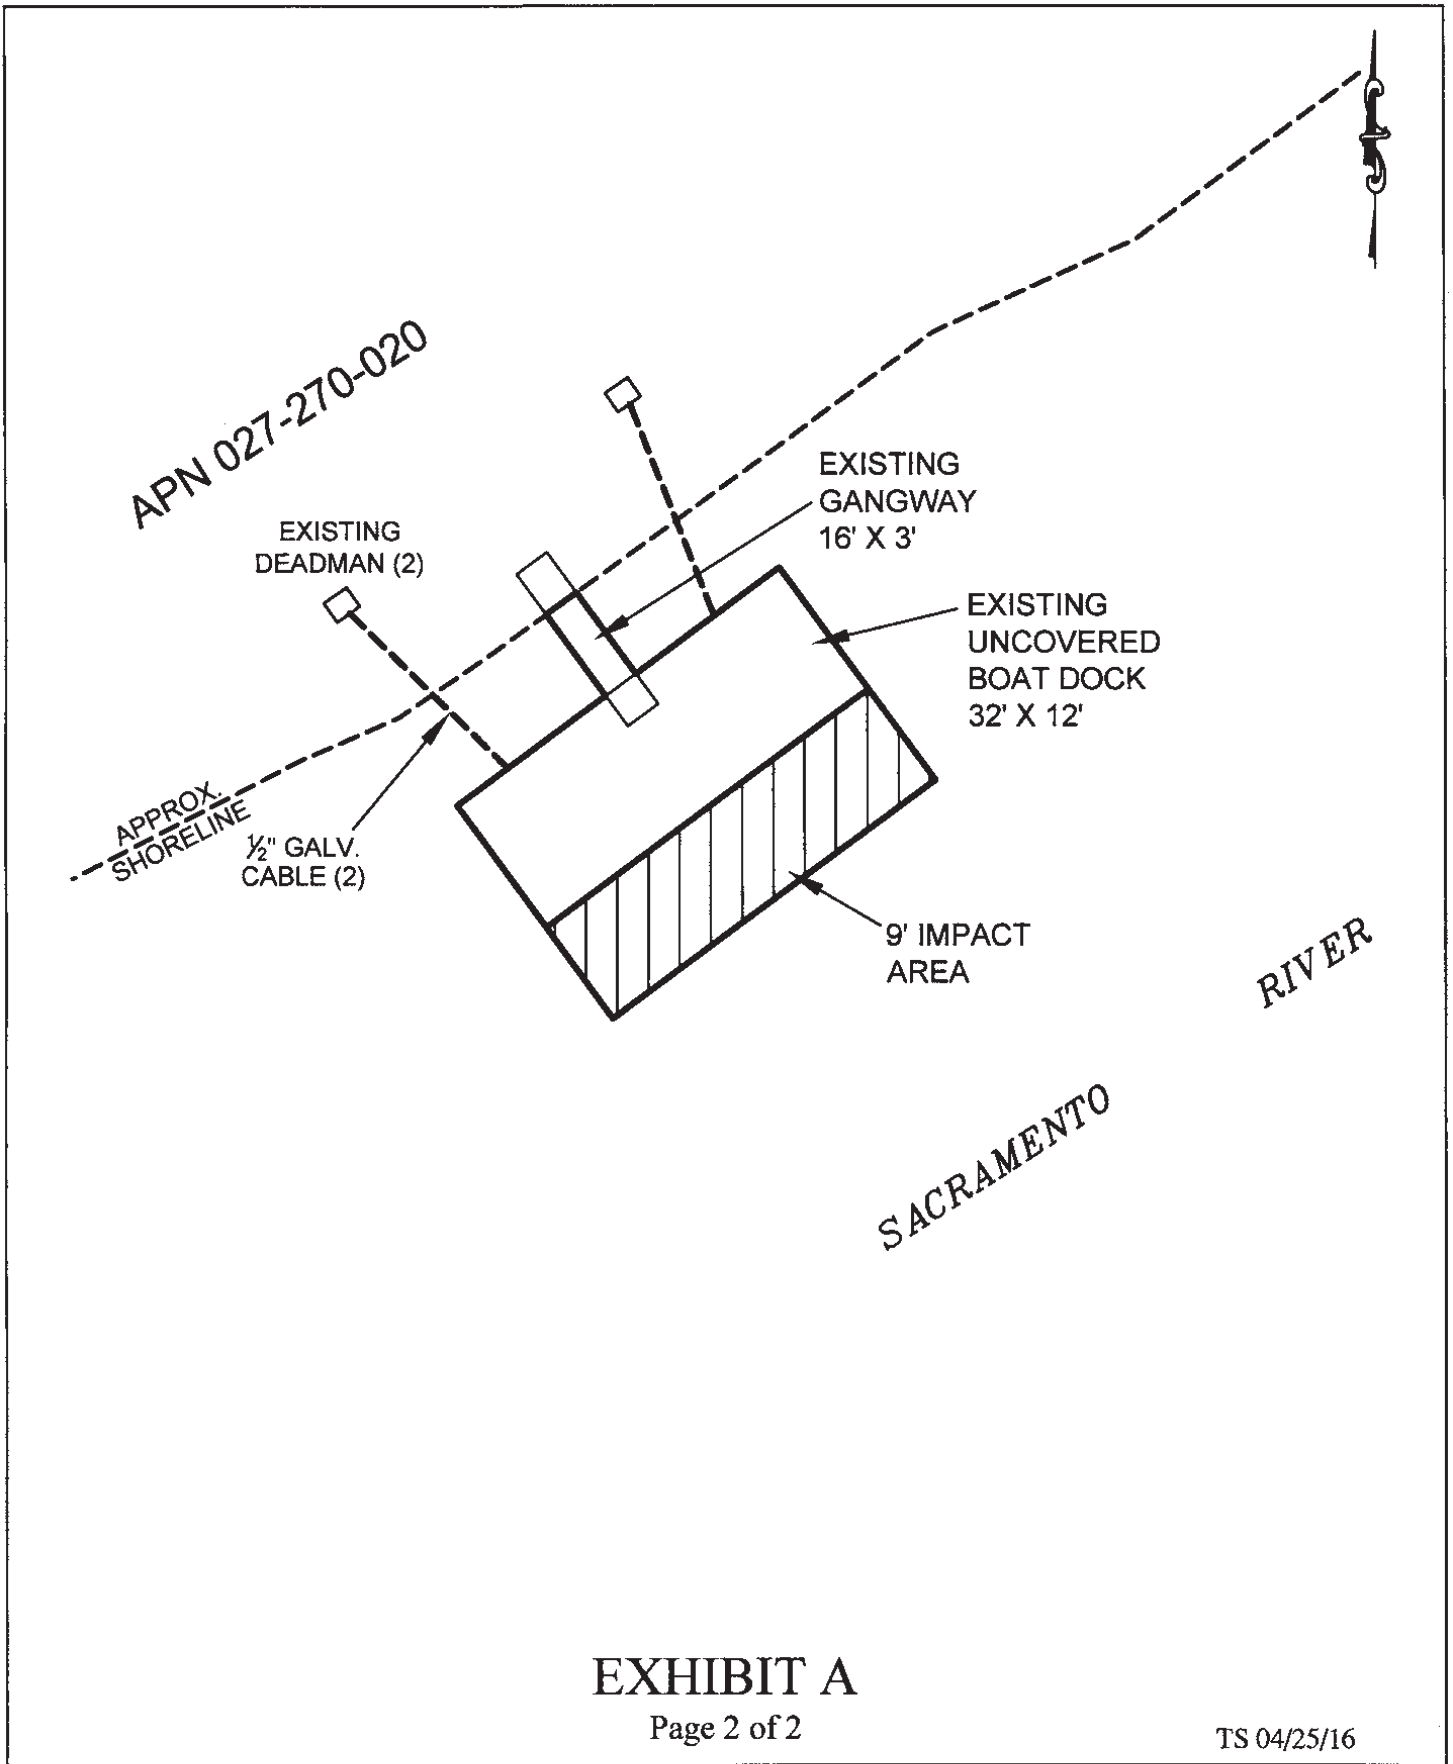 APN 027-270-020
EXISTING
GANGWAY
16' X 3'
EXISTING
DEADMAN (2)
EXISTING
UNCOVERED
BOAT DOCK
32' X 12'
APPROX.
SHORELINE
½" GALV.
CABLE (2)
9' IMPACT
AREA
RIVER
SACRAMENTO
EXHIBIT A
Page 2 of 2
TS 04/25/16